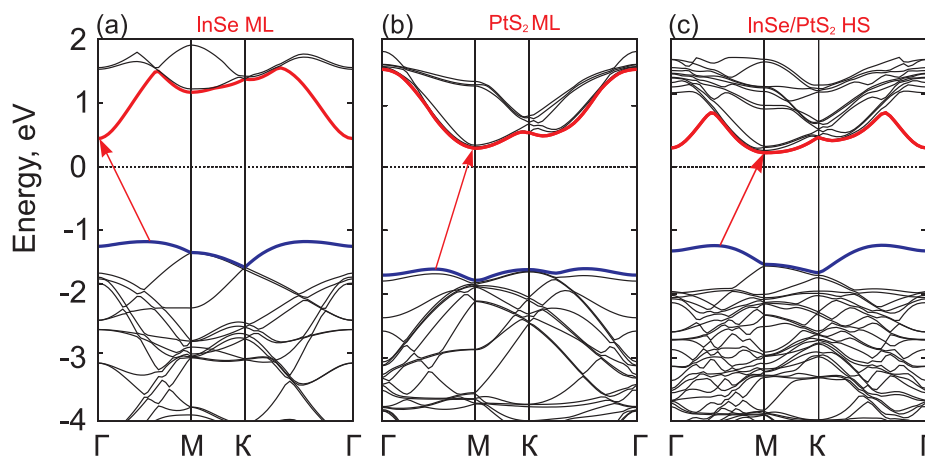 (a) InSe ML
(b) PtS₂ ML
(c) InSe/PtS₂ HS
Energy, eV
2
1
0
-1
-2
-3
-4
Γ M K Γ
Γ M K Γ
Γ M K Γ